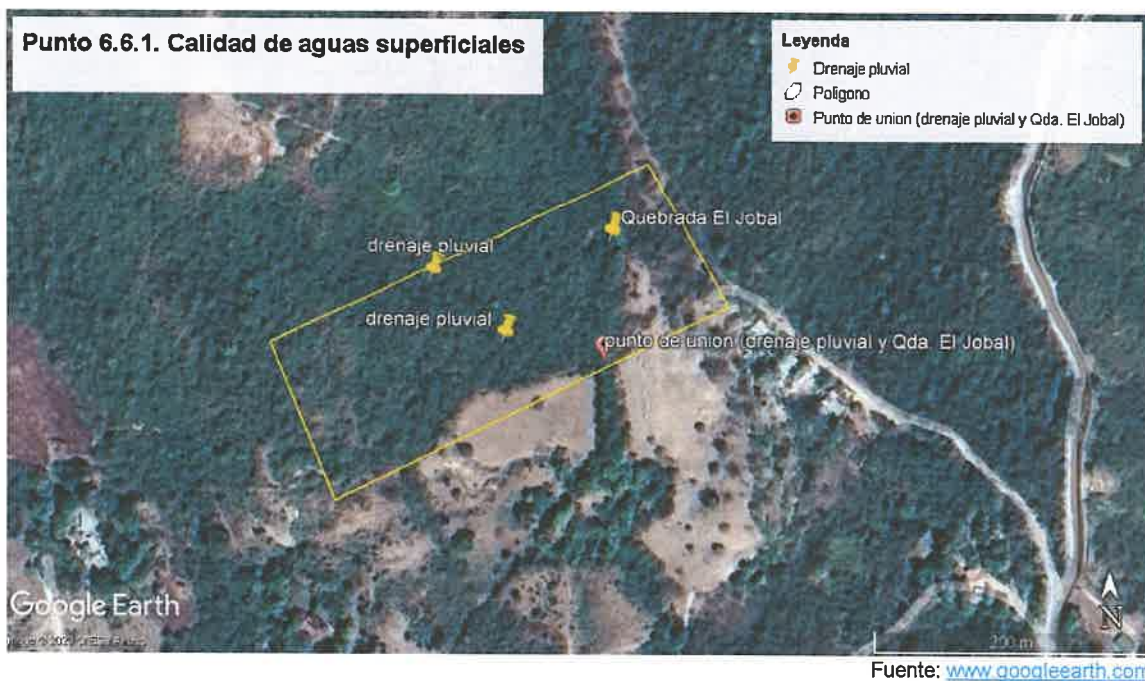 Punto 6.6.1. Calidad de aguas superficiales
Leyenda
Drenaje pluvial
Polígono
Punto de union (drenaje pluvial y Qda. El Jobal)
Quebrada El Jobal
drenaje pluvial
drenaje pluvial
punto de union (drenaje pluvial y Qda. El Jobal)
Google Earth
N
200 m
Fuente: www.googleearth.com